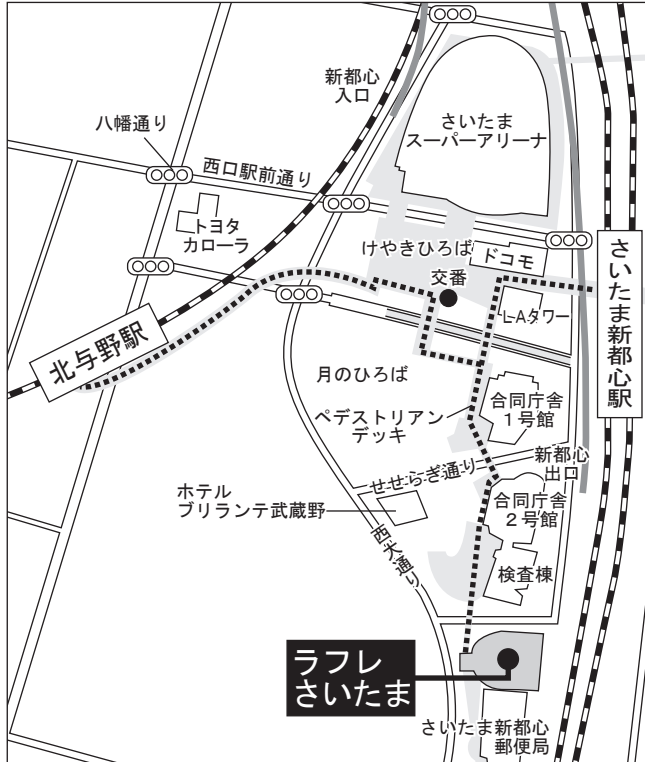 新都心
入口
さいたま
スーパーアリーナ
八幡通り
西口駅前通り
トヨタ
カローラ
けやきひろば
ドコモ
交番
L・Aタワー
さいたま新都心駅
北与野駅
月のひろば
ペデストリアン
デッキ
合同庁舎
1号館
新都心
出口
せせらぎ通り
ホテル
ブリランテ武蔵野
合同庁舎
2号館
西大通り
検査棟
ラフレ
さいたま
さいたま新都心
郵便局